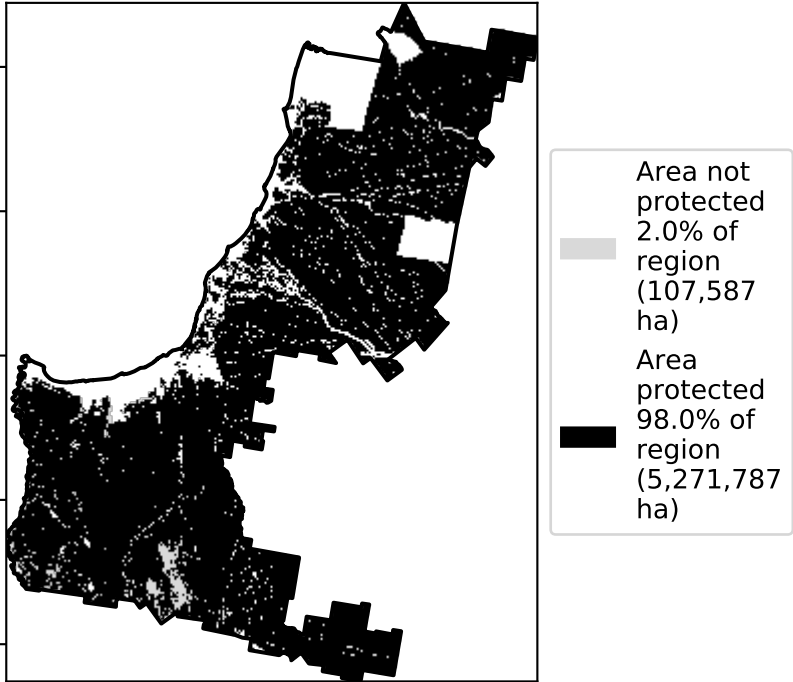 Area not
protected
2.0% of
region
(107,587
ha)
Area
protected
98.0% of
region
(5,271,787
ha)